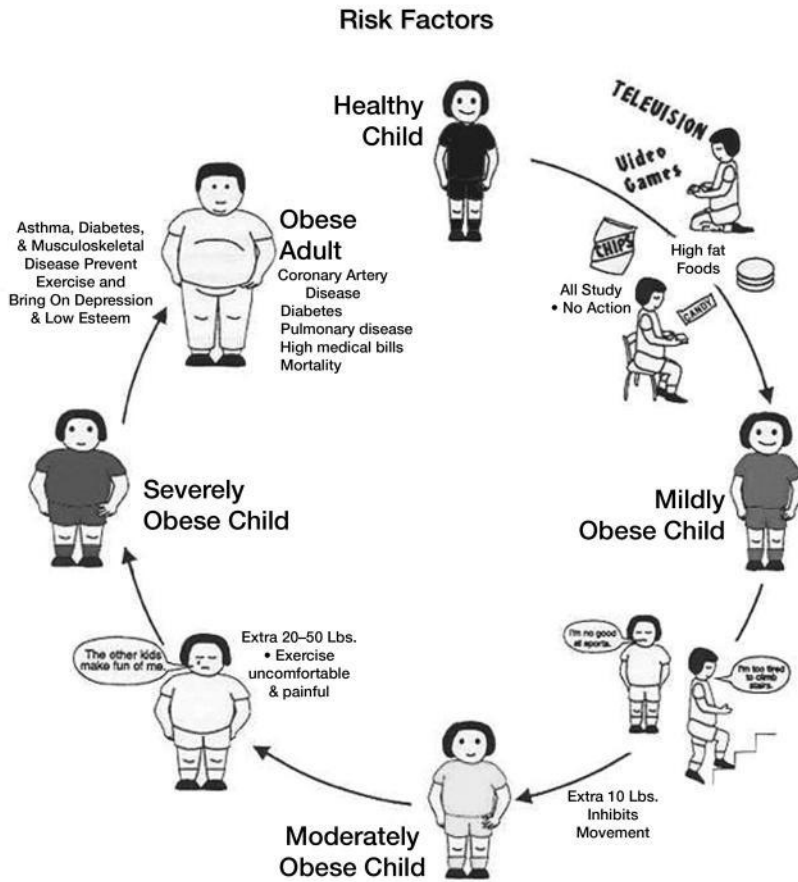 Risk Factors
Healthy
Child
TELEVISION
Video
Games
CHIPS
High fat
Foods
All Study
• No Action
CANDY
Mildly
Obese Child
I'm no good
at sports.
I'm too tired
to climb
stairs.
Extra 10 Lbs.
Inhibits
Movement
Moderately
Obese Child
Extra 20–50 Lbs.
• Exercise
uncomfortable
& painful
The other kids
make fun of me.
Severely
Obese Child
Asthma, Diabetes,
& Musculoskeletal
Disease Prevent
Exercise and
Bring On Depression
& Low Esteem
Obese
Adult
Coronary Artery
Disease
Diabetes
Pulmonary disease
High medical bills
Mortality